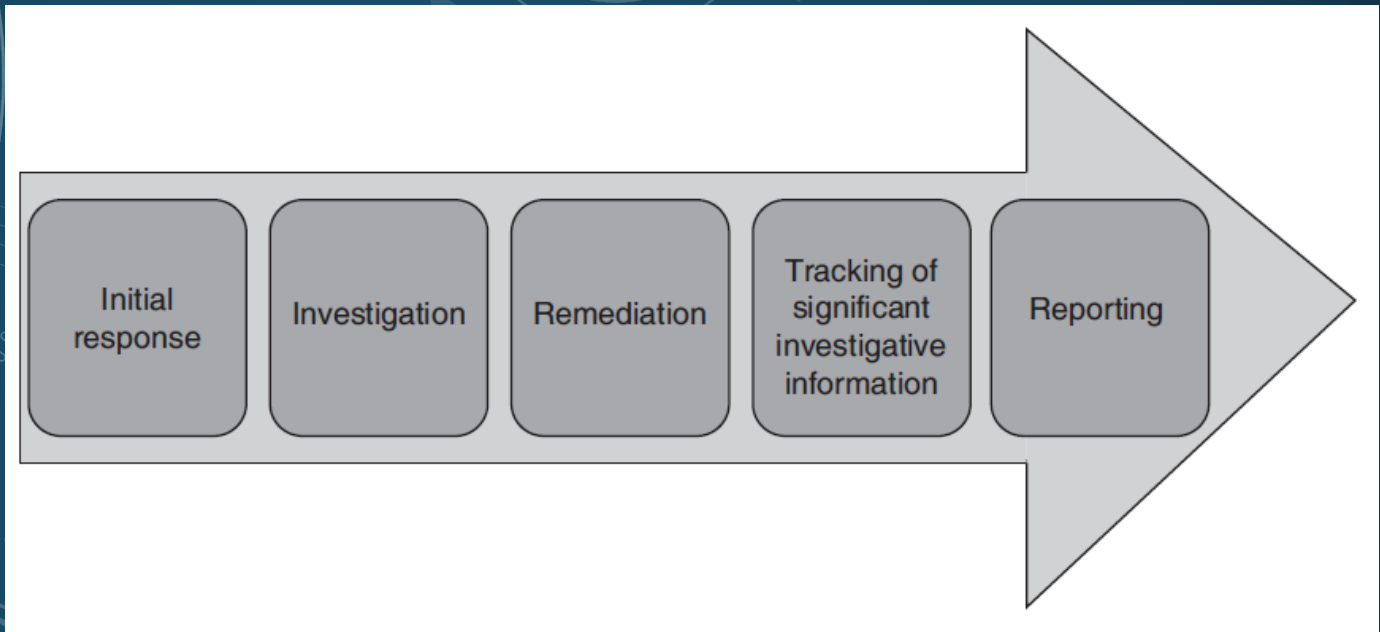 Initial
response
Investigation
Remediation
Tracking of
significant
investigative
information
Reporting